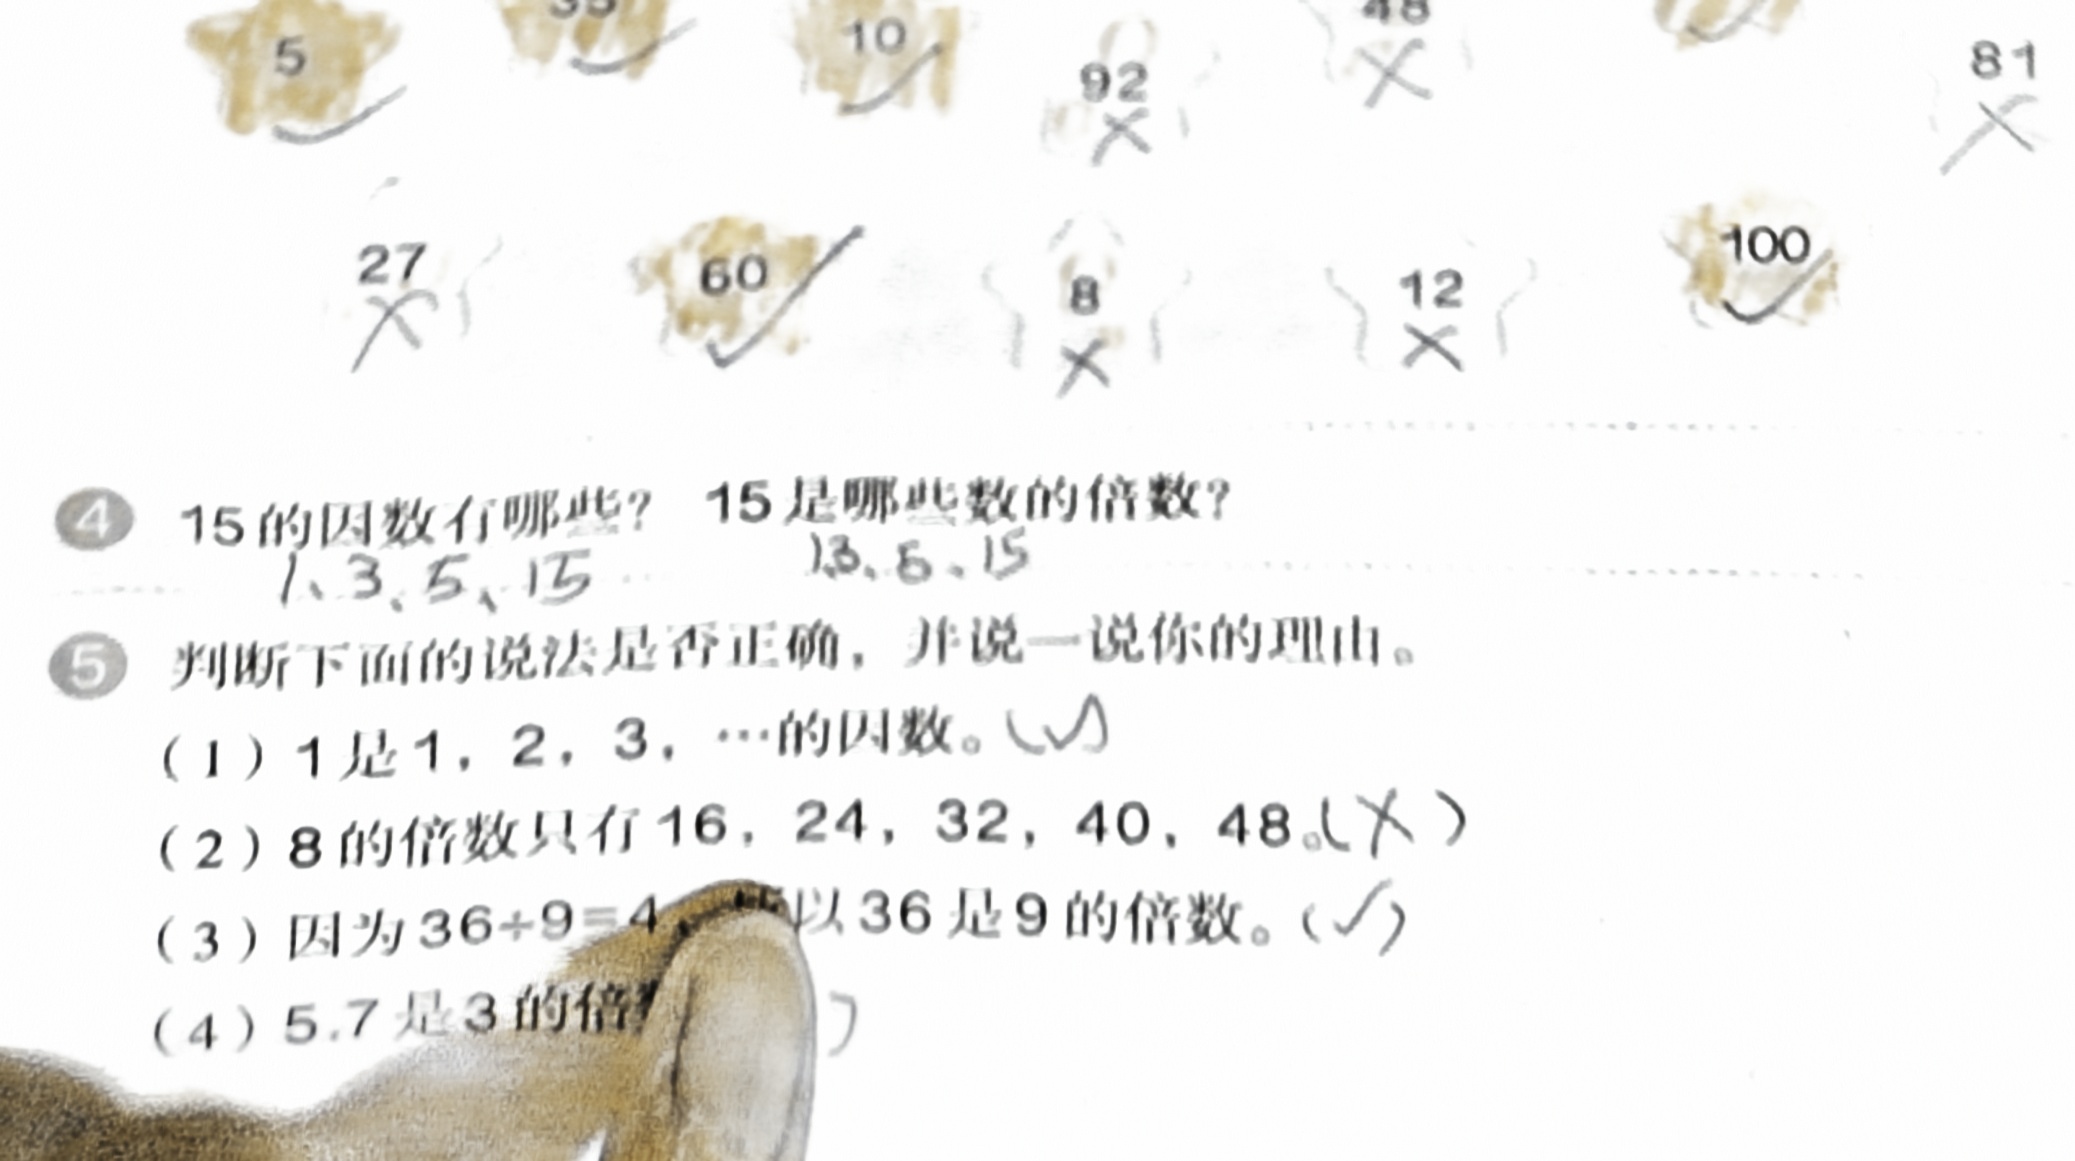 5 35 10 92 48 81
27 60 8 12 100
4 15的因数有哪些? 15是哪些数的倍数?
1、3、5、15 1、3、5、15
5 判断下面的说法是否正确，并说一说你的理由。
(1) 1是1，2，3，…的因数。(✓)
(2) 8的倍数只有16，24，32，40，48。(×)
(3) 因为36÷9=4，所以36是9的倍数。(✓)
(4) 5.7是3的倍 )